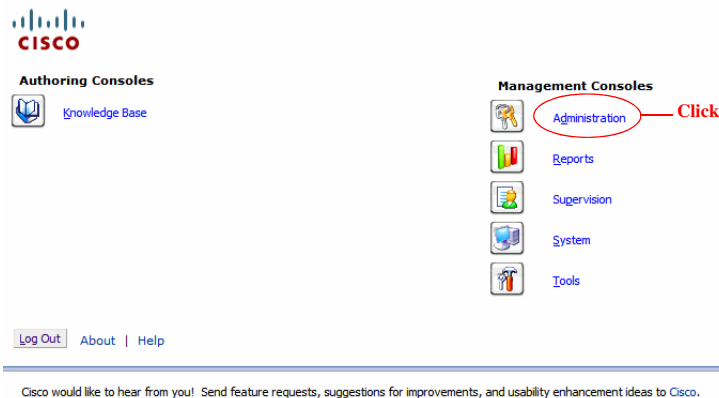 CISCO
Authoring Consoles
Knowledge Base
Management Consoles
Administration
Click
Reports
Supervision
System
Tools
Log Out About | Help
Cisco would like to hear from you! Send feature requests, suggestions for improvements, and usability enhancement ideas to Cisco.